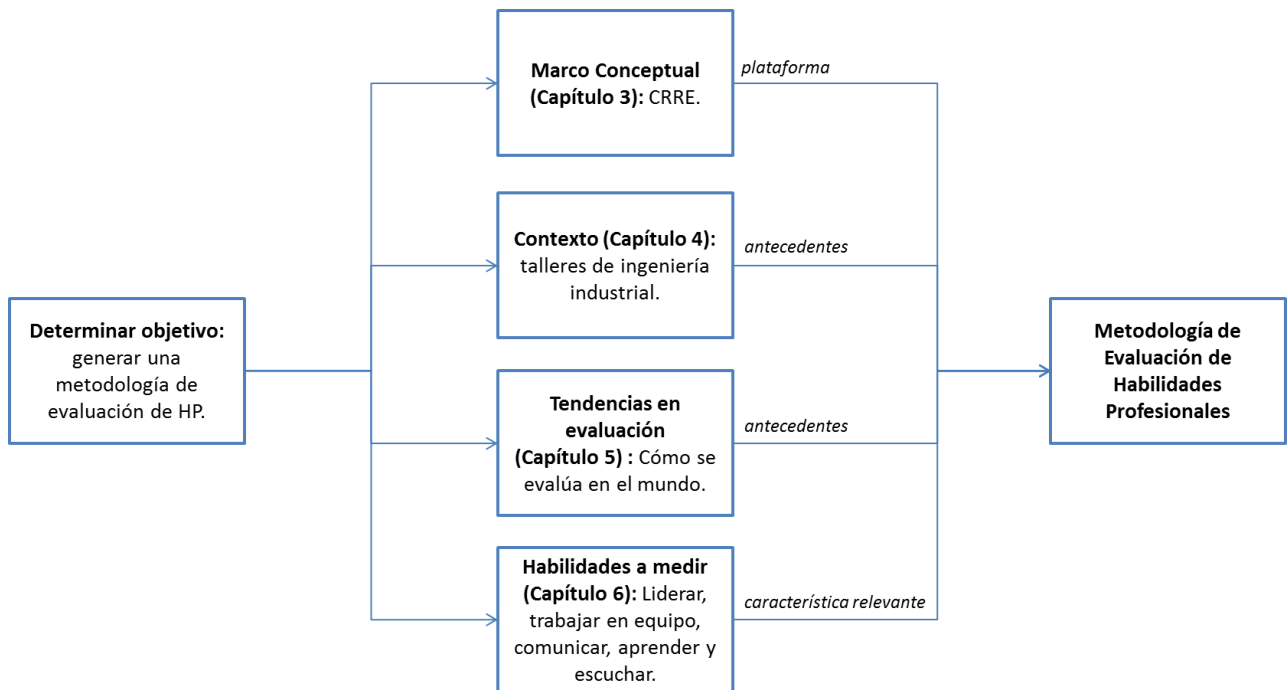 Determinar objetivo:
generar una
metodología de
evaluación de HP.
Marco Conceptual
(Capítulo 3): CRRE.
plataforma
Contexto (Capítulo 4):
talleres de ingeniería
industrial.
antecedentes
Tendencias en
evaluación
(Capítulo 5) : Cómo se
evalúa en el mundo.
antecedentes
Habilidades a medir
(Capítulo 6): Liderar,
trabajar en equipo,
comunicar, aprender y
escuchar.
característica relevante
Metodología de
Evaluación de
Habilidades
Profesionales